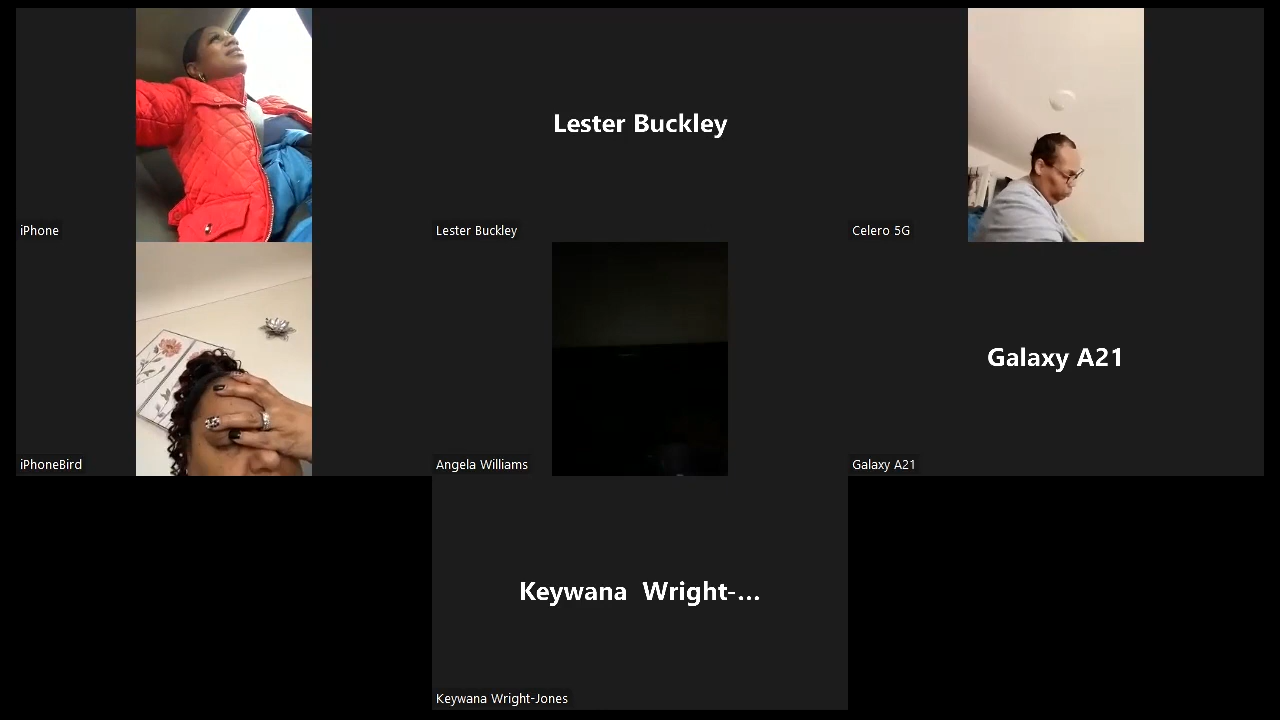 Lester Buckley
iPhone
Lester Buckley
Celero 5G
Galaxy A21
iPhoneBird
Angela Williams
Galaxy A21
Keywana Wright-...
Keywana Wright-Jones